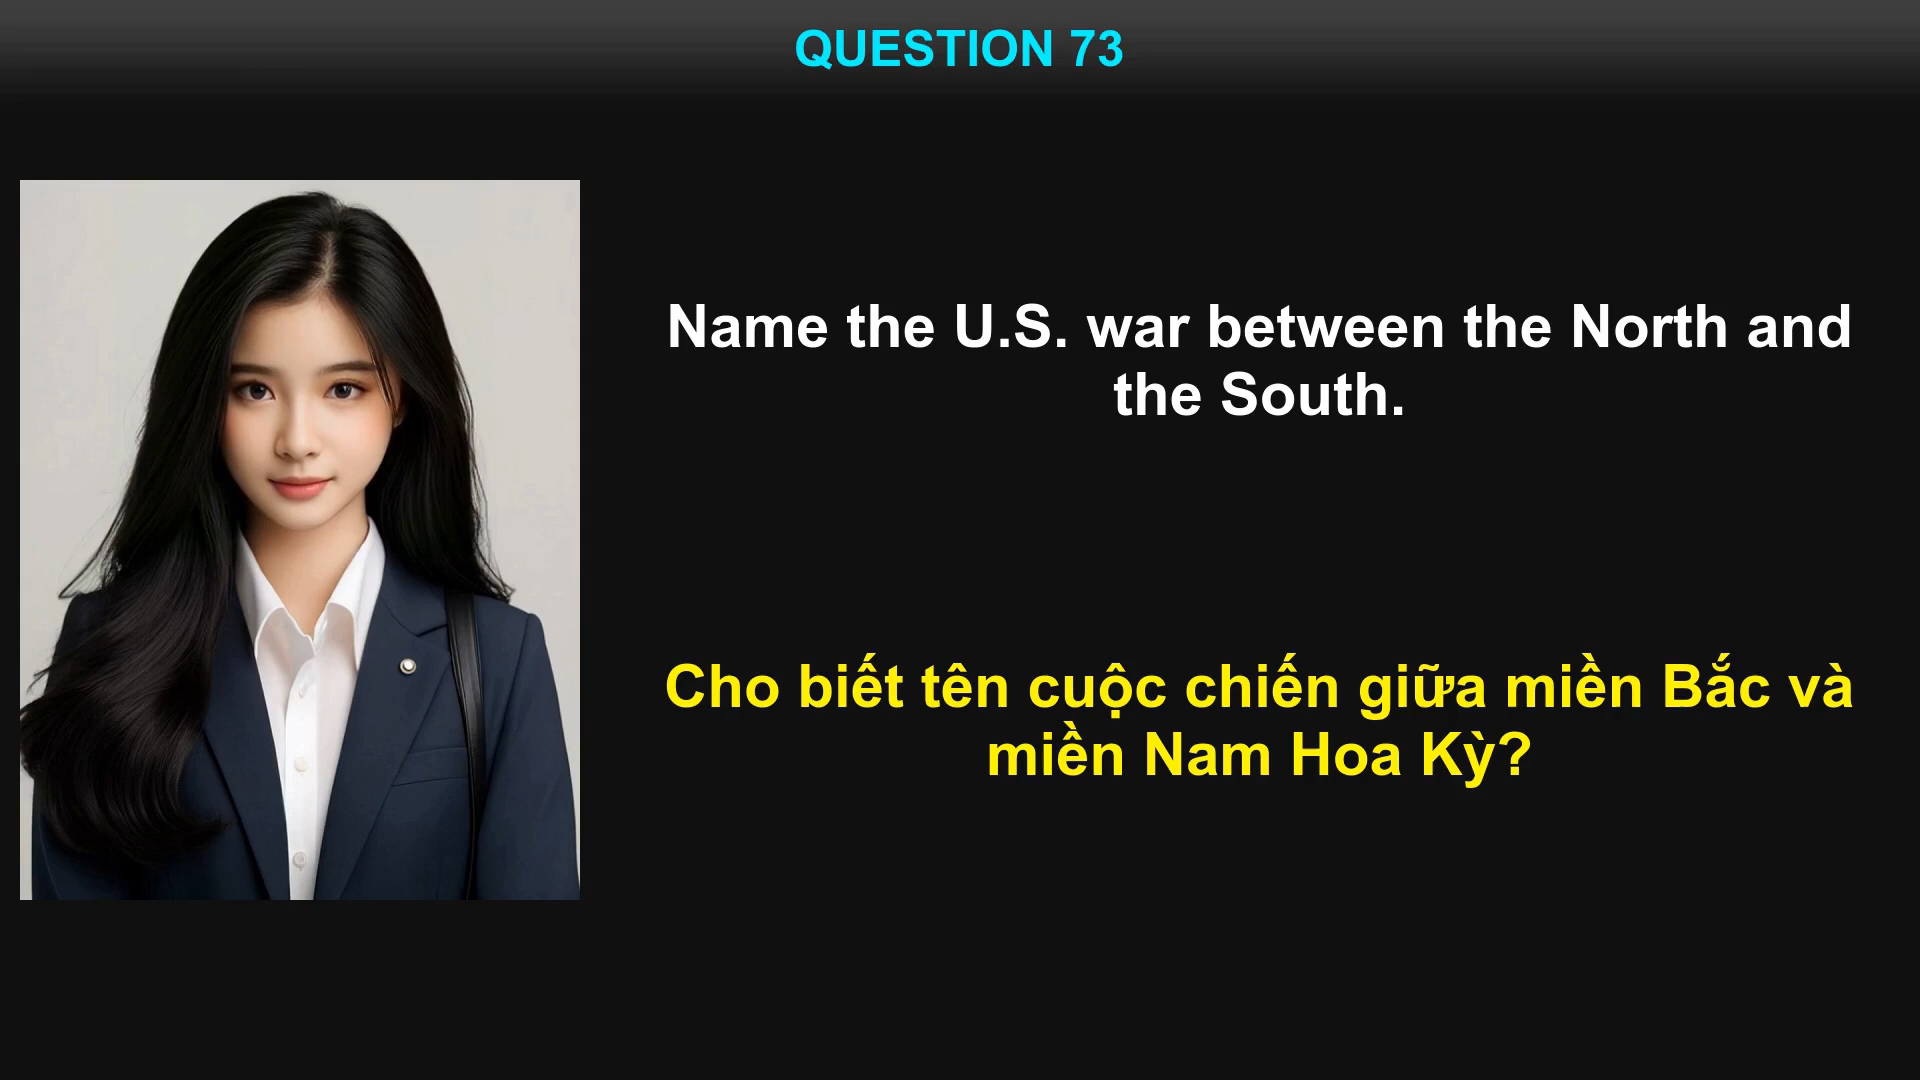 QUESTION 73
Name the U.S. war between the North and
the South.
Cho biết tên cuộc chiến giữa miền Bắc và
miền Nam Hoa Kỳ?